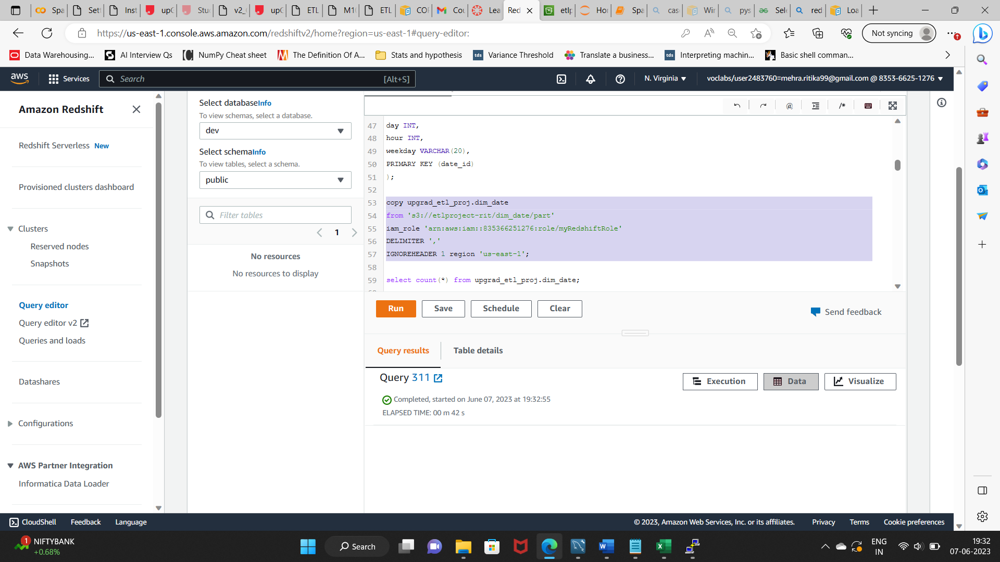 Spa
Sett
Inst
upG
Stud
v2_
upG
ETL
M1
ETL
CO
Cou
Lea
Red
etlp
Hor
Spa
cas
Wir
pys
Sele
red
Loa
https://us-east-1.console.aws.amazon.com/redshiftv2/home?region=us-east-1#query-editor:
Not syncing
Data Warehousing...
AI Interview Qs
NumPy Cheat sheet
The Definition Of A...
Stats and hypothesis
tds Variance Threshold
Translate a business...
tds Interpreting machin...
Basic shell comman...
aws
Services
Search
[Alt+S]
N. Virginia
voclabs/user2483760=mehra.ritika99@gmail.com @ 8353-6625-1276
Amazon Redshift
Redshift Serverless New
Provisioned clusters dashboard
Clusters
Reserved nodes
Snapshots
Query editor
Query editor v2
Queries and loads
Datashares
Configurations
AWS Partner Integration
Informatica Data Loader
Select databaseInfo
To view schemas, select a database.
dev
Select schemaInfo
To view tables, select a schema.
public
Filter tables
1
No resources
No resources to display
47 day INT,
48 hour INT,
49 weekday VARCHAR(20),
50 PRIMARY KEY (date_id)
51 );
52
53 copy upgrad_etl_proj.dim_date
54 from 's3://etlproject-rit/dim_date/part'
55 iam_role 'arn:aws:iam::835366251276:role/myRedshiftRole'
56 DELIMITER ','
57 IGNOREHEADER 1 region 'us-east-1';
58
59 select count(*) from upgrad_etl_proj.dim_date;
Run
Save
Schedule
Clear
Send feedback
Query results
Table details
Query 311
Execution
Data
Visualize
Completed, started on June 07, 2023 at 19:32:55
ELAPSED TIME: 00 m 42 s
CloudShell
Feedback
Language
© 2023, Amazon Web Services, Inc. or its affiliates.
Privacy
Terms
Cookie preferences
1
NIFTYBANK
+0.68%
Search
ENG
IN
19:32
07-06-2023